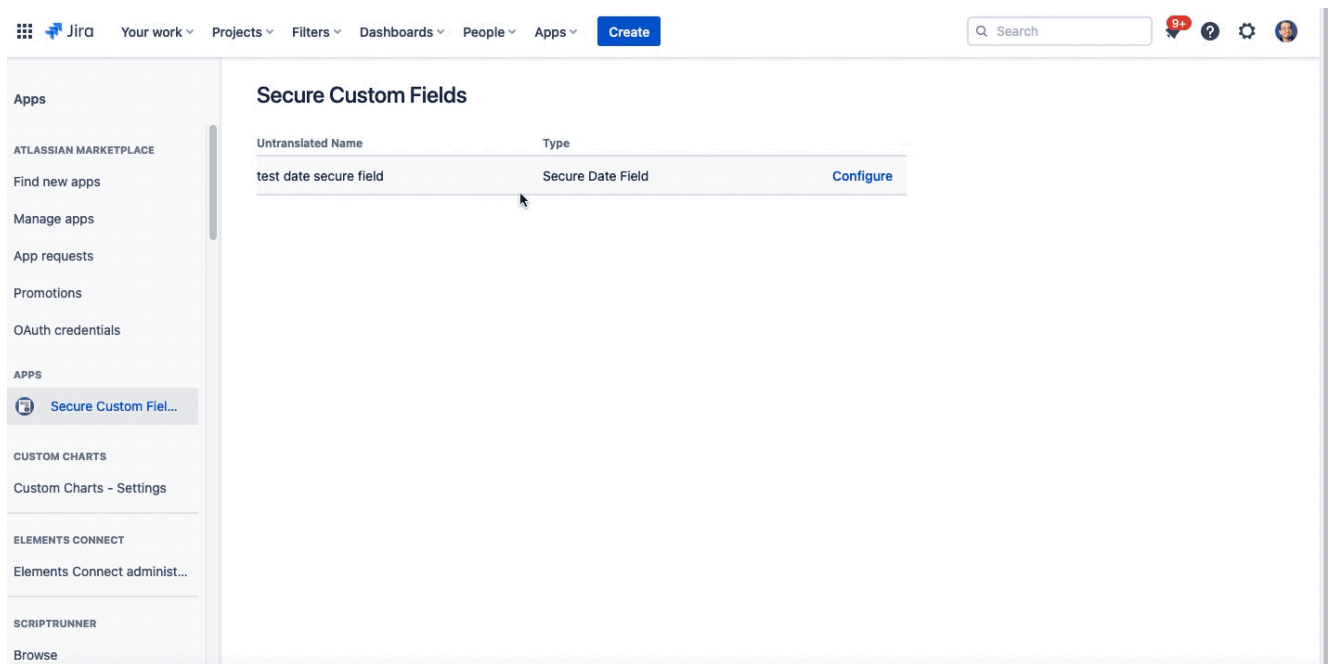 Jira Your work Projects Filters Dashboards People Apps Create Search 9+
Apps
ATLASSIAN MARKETPLACE
Find new apps
Manage apps
App requests
Promotions
OAuth credentials
APPS
Secure Custom Fiel...
CUSTOM CHARTS
Custom Charts - Settings
ELEMENTS CONNECT
Elements Connect administ...
SCRIPTRUNNER
Browse
Secure Custom Fields
Untranslated Name Type
test date secure field Secure Date Field Configure